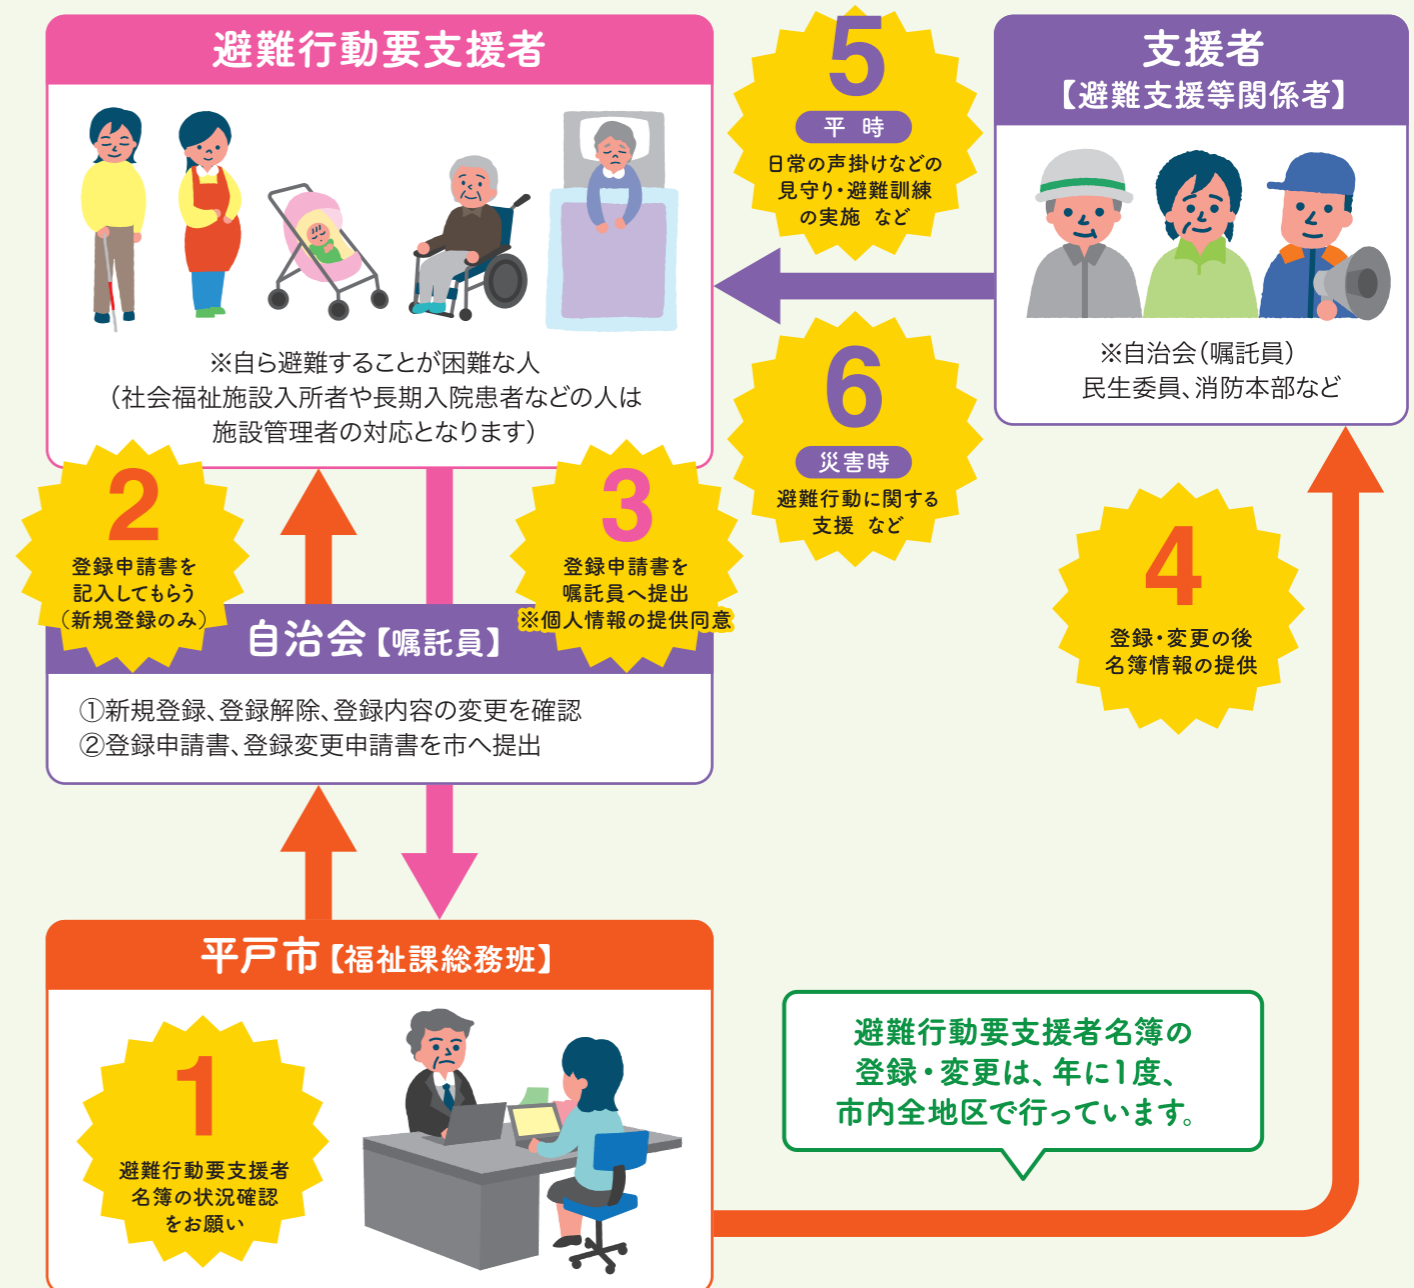 避難行動要支援者
※自ら避難することが困難な人
（社会福祉施設入所者や長期入院患者などの人は
施設管理者の対応となります）
支援者
【避難支援等関係者】
※自治会（嘱託員）
民生委員、消防本部など
5
平 時
日常の声掛けなどの
見守り・避難訓練
の実施 など
6
災害時
避難行動に関する
支援 など
2
登録申請書を
記入してもらう
（新規登録のみ）
3
登録申請書を
嘱託員へ提出
※個人情報の提供同意
4
登録・変更の後
名簿情報の提供
自治会【嘱託員】
①新規登録、登録解除、登録内容の変更を確認
②登録申請書、登録変更申請書を市へ提出
平戸市【福祉課総務班】
1
避難行動要支援者
名簿の状況確認
をお願い
避難行動要支援者名簿の
登録・変更は、年に1度、
市内全地区で行っています。